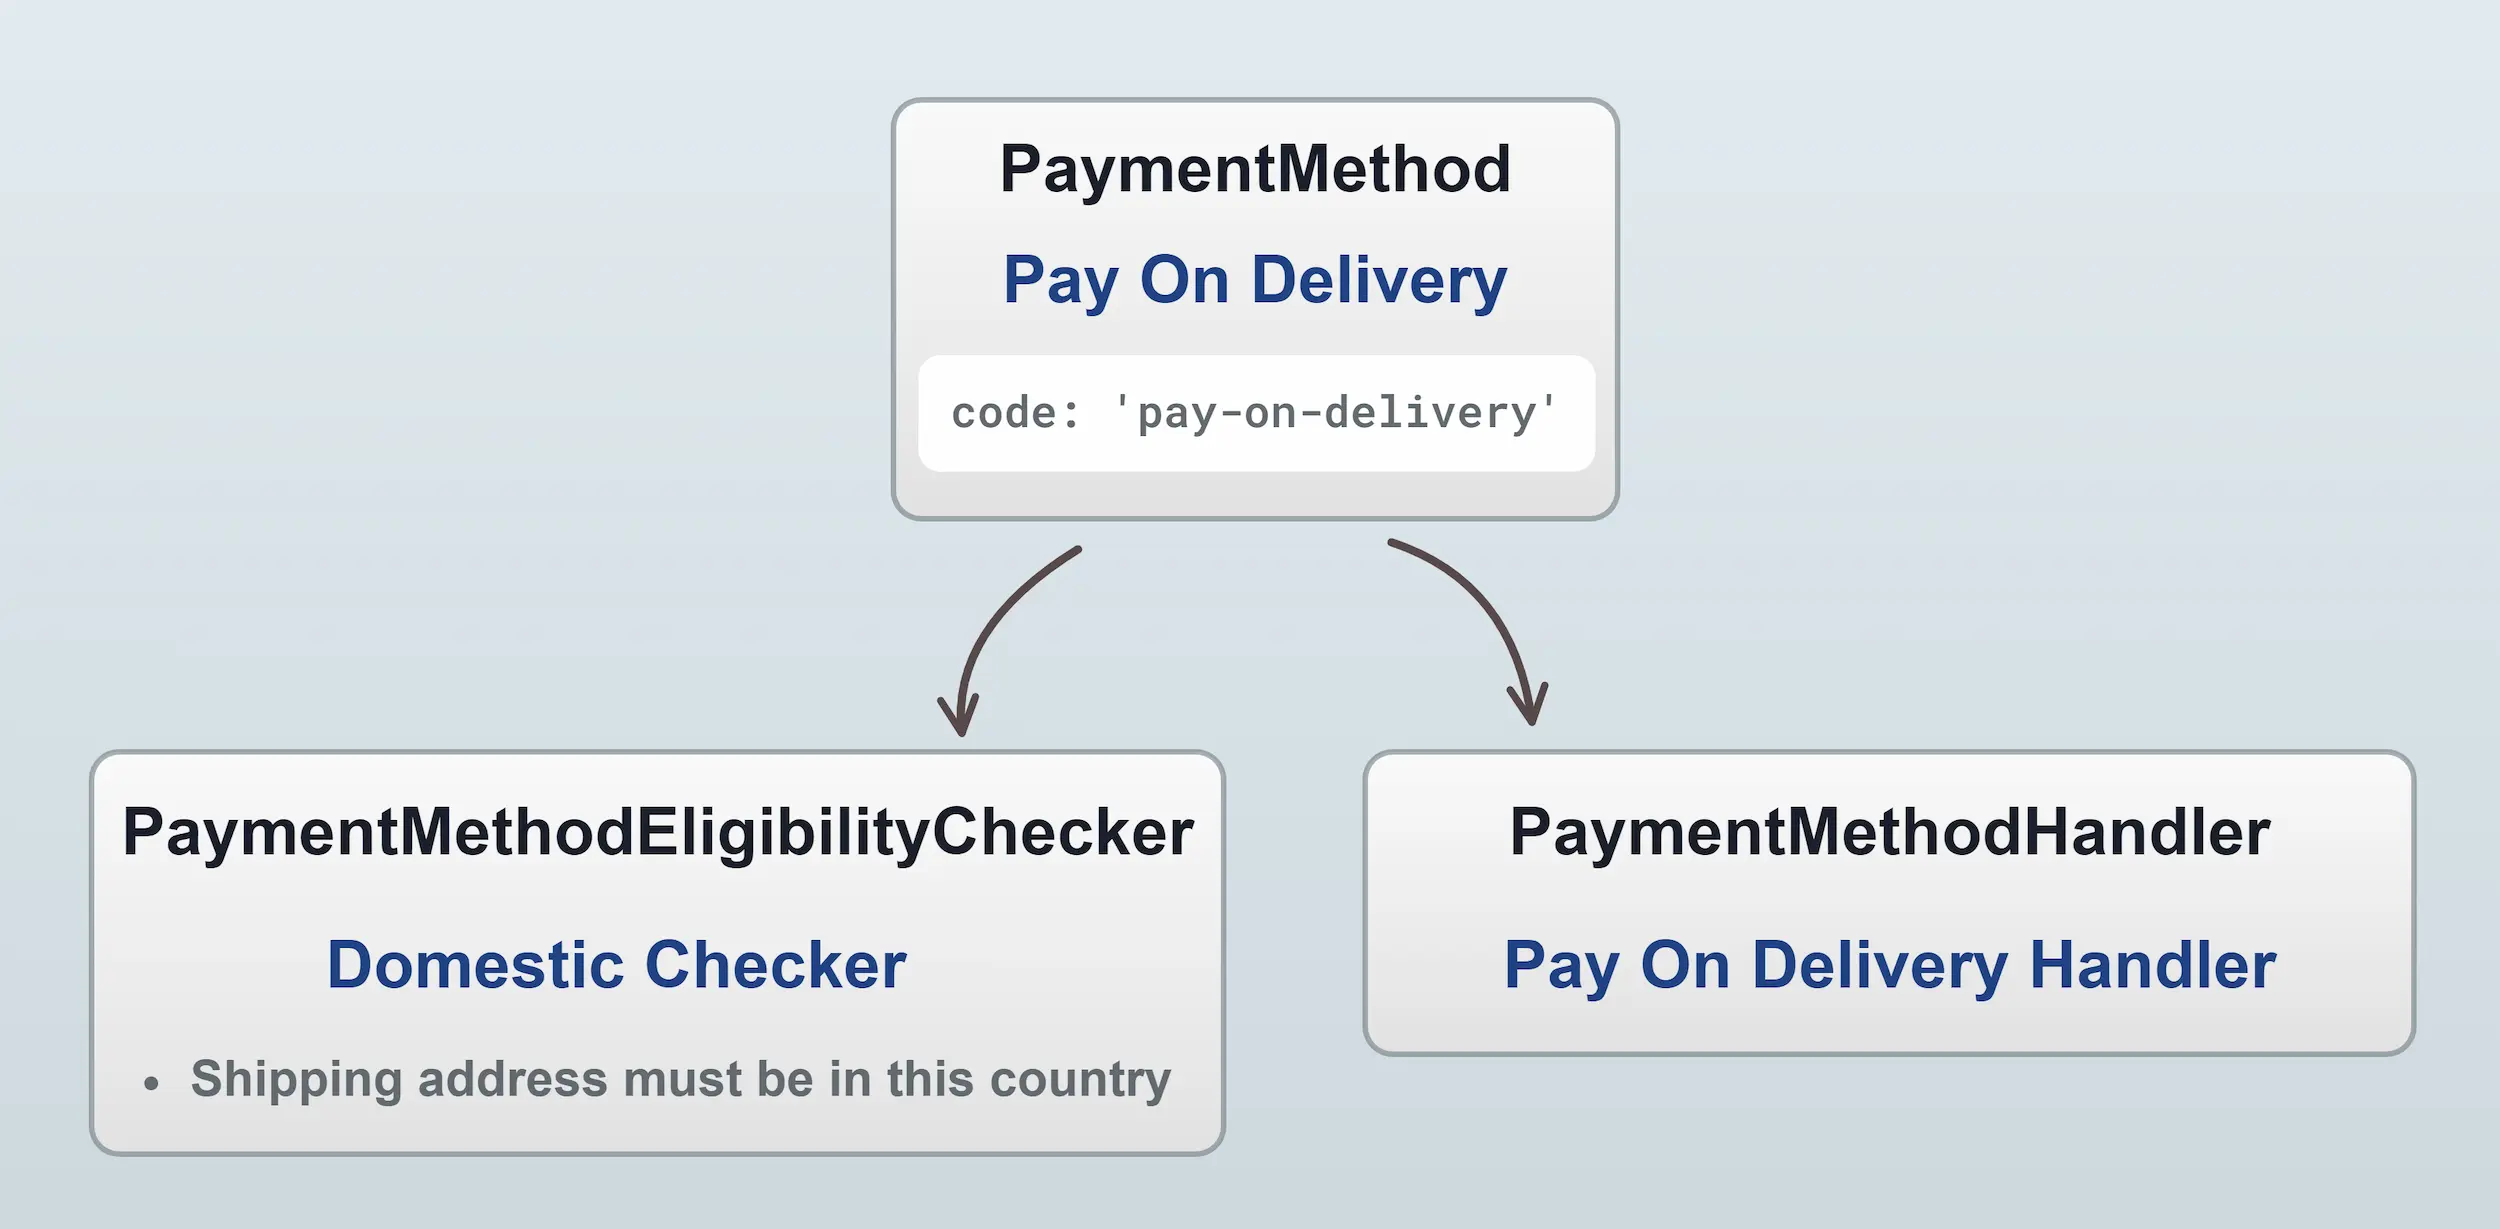 PaymentMethod
Pay On Delivery
code: 'pay-on-delivery'
PaymentMethodEligibilityChecker
Domestic Checker
• Shipping address must be in this country
PaymentMethodHandler
Pay On Delivery Handler